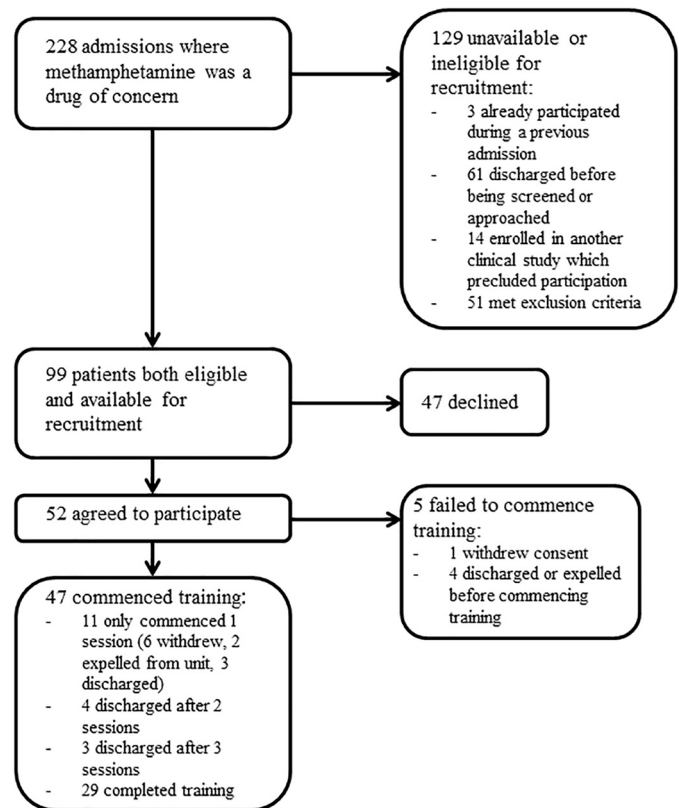 228 admissions where
methamphetamine was a
drug of concern
129 unavailable or
ineligible for
recruitment:
- 3 already participated
during a previous
admission
- 61 discharged before
being screened or
approached
- 14 enrolled in another
clinical study which
precluded participation
- 51 met exclusion criteria
99 patients both eligible
and available for
recruitment
47 declined
52 agreed to participate
5 failed to commence
training:
- 1 withdrew consent
- 4 discharged or expelled
before commencing
training
47 commenced training:
- 11 only commenced 1
session (6 withdrew, 2
expelled from unit, 3
discharged)
- 4 discharged after 2
sessions
- 3 discharged after 3
sessions
- 29 completed training